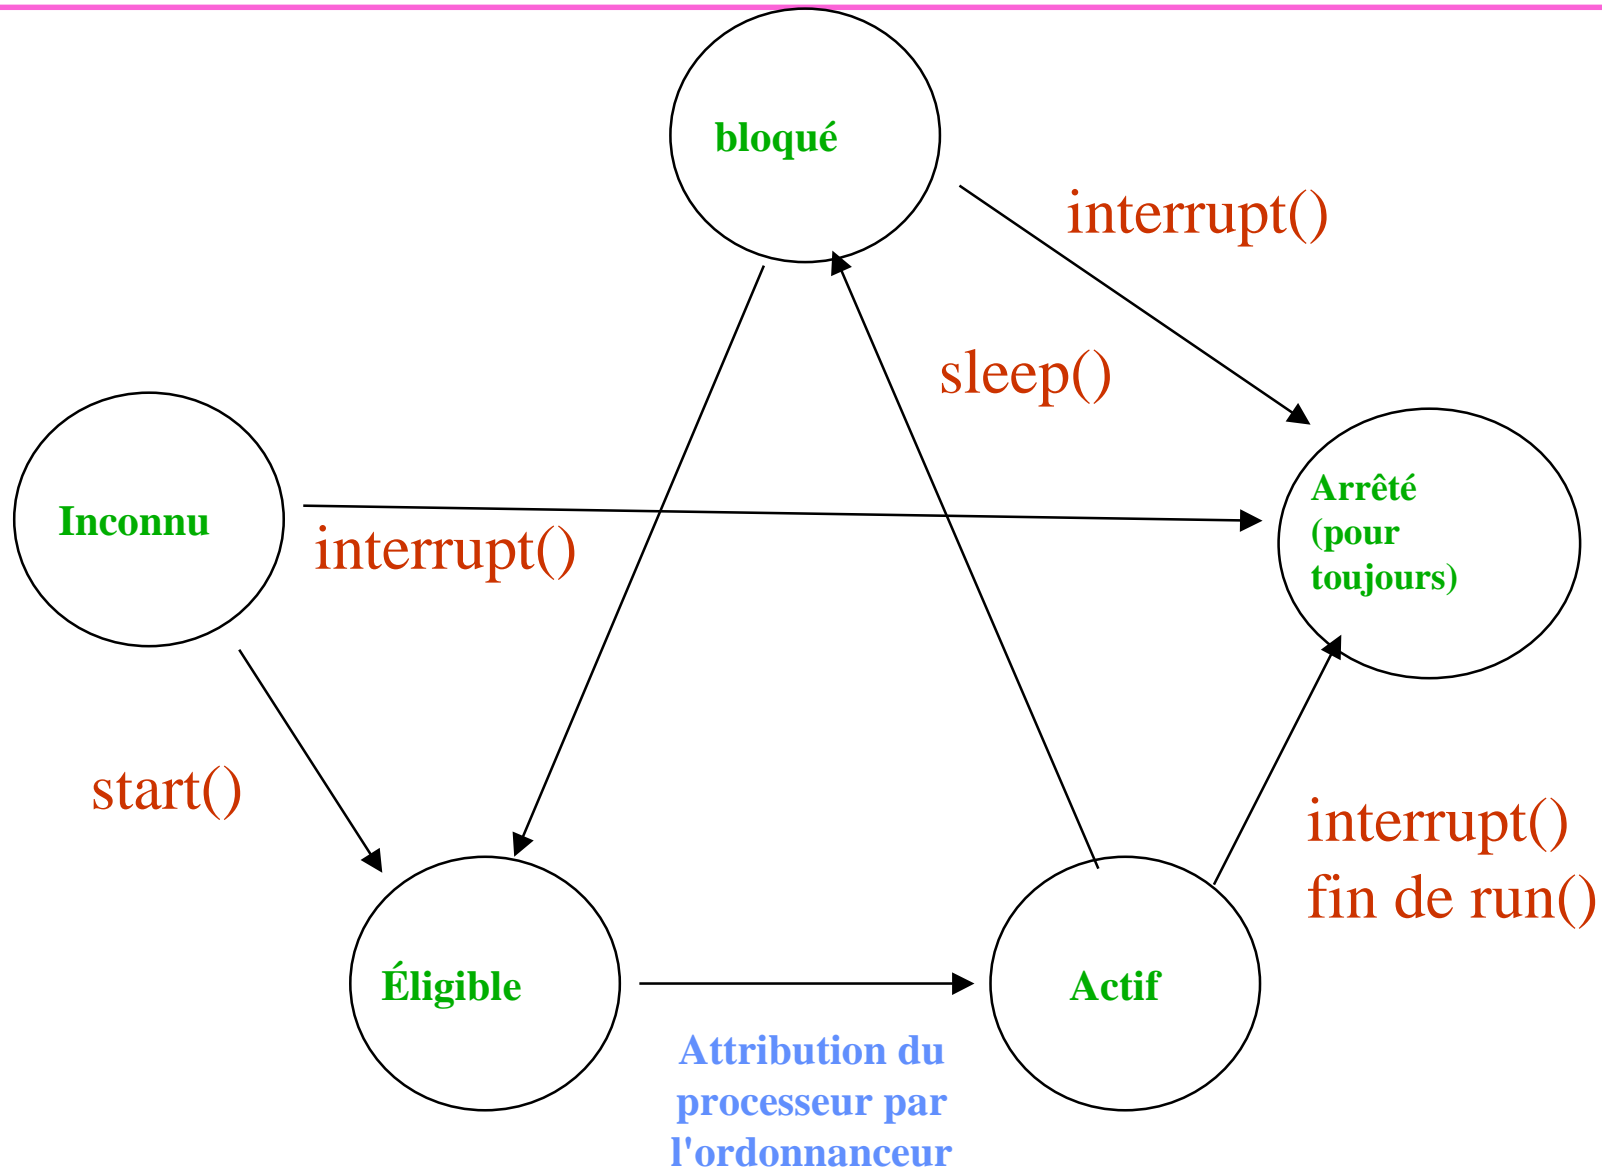 bloqué
interrupt()
sleep()
Inconnu
interrupt()
Arrêté
(pour
toujours)
start()
interrupt()
fin de run()
Éligible
Actif
Attribution du
processeur par
l'ordonnanceur